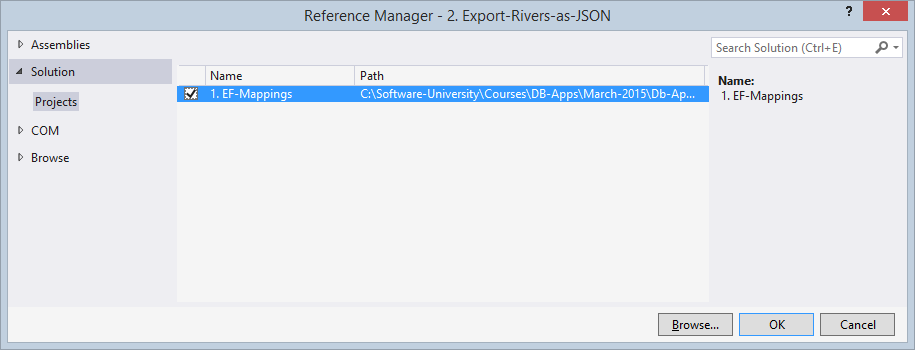 Reference Manager - 2. Export-Rivers-as-JSON
?
Assemblies
Solution
Projects
COM
Browse
Name
Path
1. EF-Mappings
C:\Software-University\Courses\DB-Apps\March-2015\Db-Ap...
Search Solution (Ctrl+E)
Name:
1. EF-Mappings
Browse...
OK
Cancel